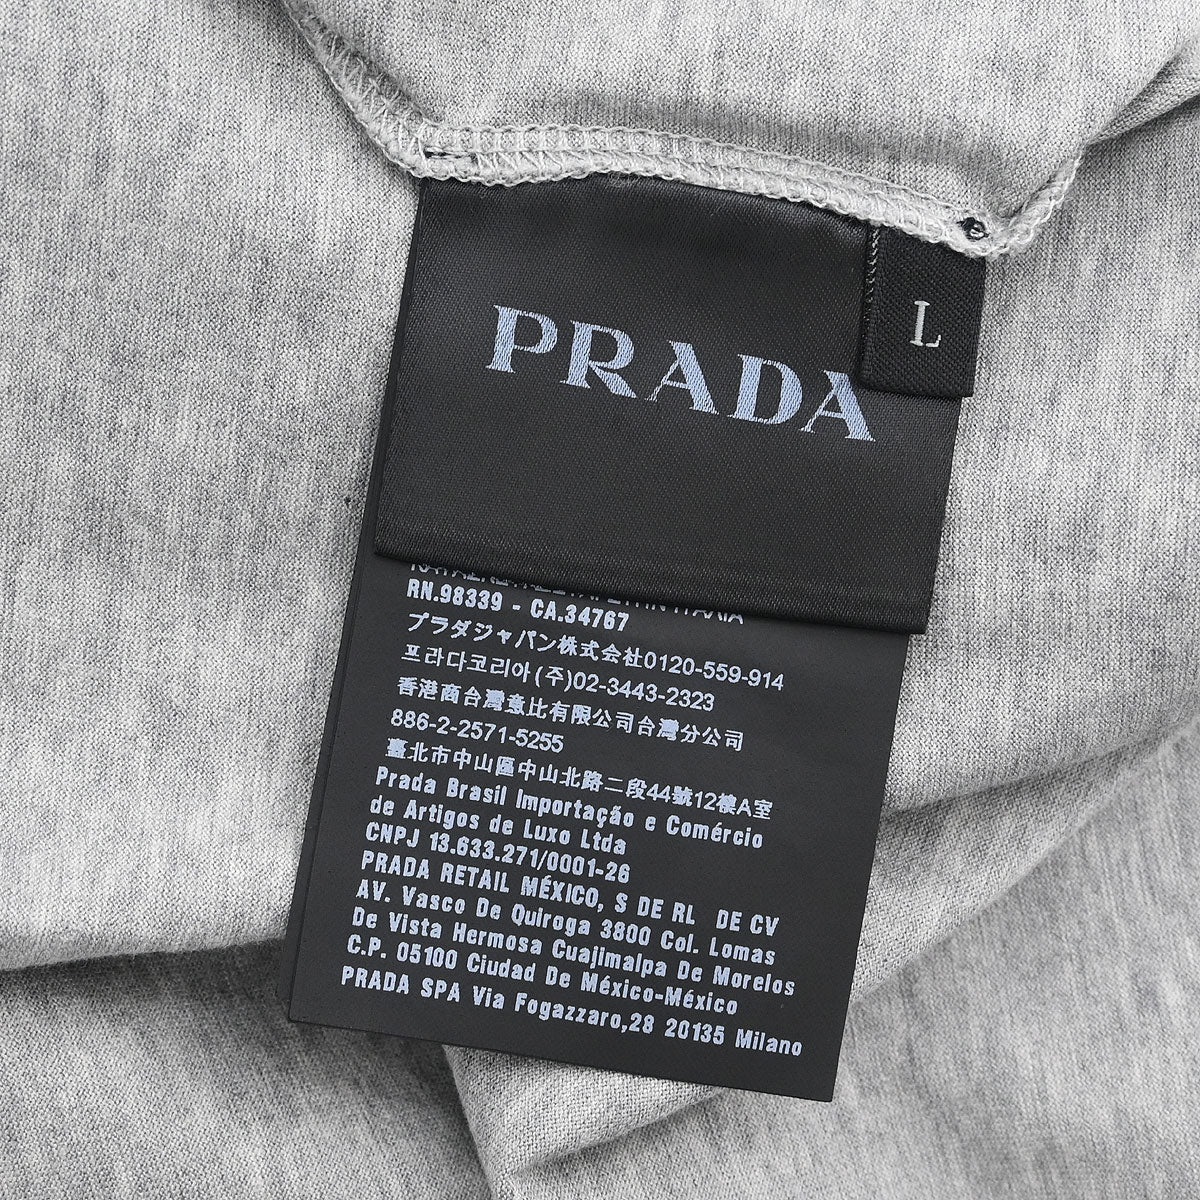 PRADA
L
RN.98339 - CA.34767
プラダジャパン株式会社0120-559-914
프라다코리아(주)02-3443-2323
香港商台灣意比有限公司台灣分公司
886-2-2571-5255
臺北市中山區中山北路二段44號12樓A室
Prada Brasil Importação e Comércio
de Artigos de Luxo Ltda
CNPJ 13.633.271/0001-26
PRADA RETAIL MÉXICO, S DE RL DE CV
AV. Vasco De Quiroga 3800 Col. Lomas
De Vista Hermosa Cuajimalpa De Morelos
C.P. 05100 Ciudad De México-México
PRADA SPA Via Fogazzaro,28 20135 Milano